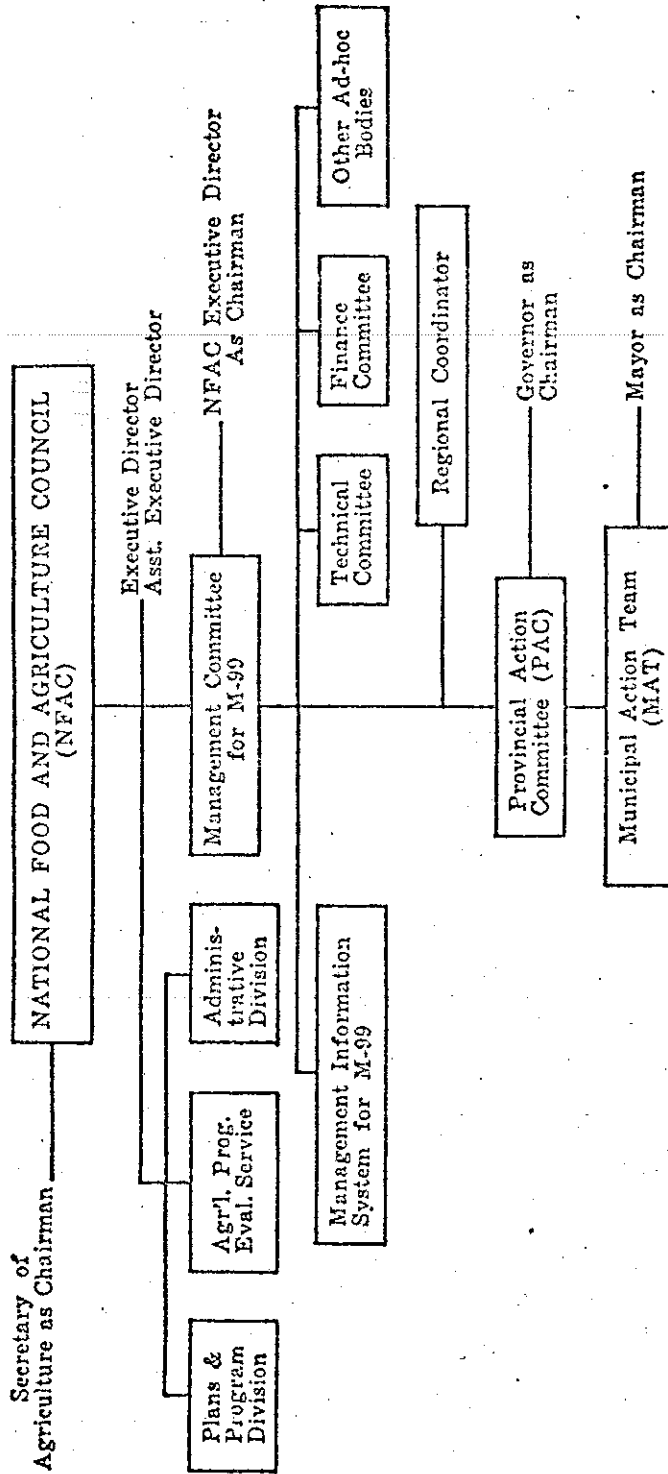 Secretary of
Agriculture as Chairman
NATIONAL FOOD AND AGRICULTURE COUNCIL
(NFAC)
Executive Director
Asst. Executive Director
Plans &
Program
Division
Agr'l. Prog.
Eval. Service
Adminis-
trative
Division
Management Committee
for M-99
NFAC Executive Director
As Chairman
Management Information
System for M-99
Technical
Committee
Finance
Committee
Other Ad-hoc
Bodies
Regional Coordinator
Provincial Action
Committee (PAC)
Governor as
Chairman
Municipal Action Team
(MAT)
Mayor as Chairman